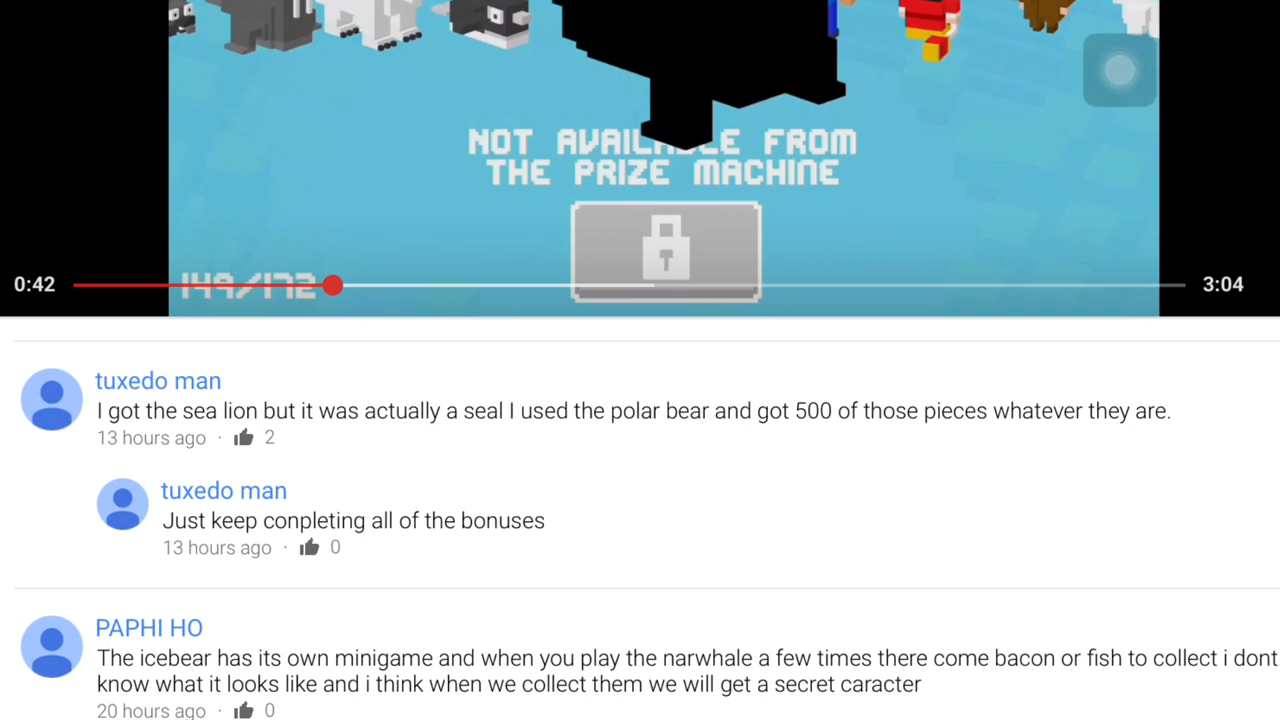 NOT AVAILABLE FROM
THE PRIZE MACHINE
0:42
149/172
3:04
tuxedo man
I got the sea lion but it was actually a seal I used the polar bear and got 500 of those pieces whatever they are.
13 hours ago · 2
tuxedo man
Just keep conpleting all of the bonuses
13 hours ago · 0
PAPHI HO
The icebear has its own minigame and when you play the narwhale a few times there come bacon or fish to collect i dont
know what it looks like and i think when we collect them we will get a secret caracter
20 hours ago · 0